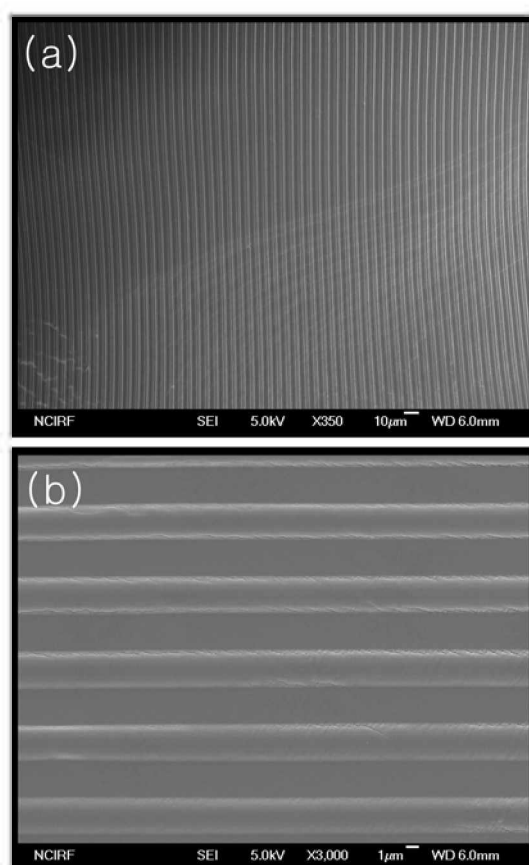 (a)
NCIRF SEI 5.0kV X350 10μm WD 6.0mm
(b)
NCIRF SEI 5.0kV X3,000 1μm WD 6.0mm